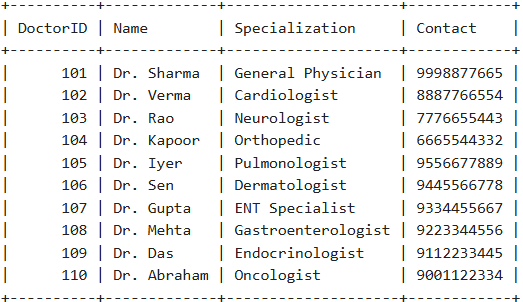 +----------+-------------+--------------------+------------+
| DoctorID | Name        | Specialization     | Contact    |
+----------+-------------+--------------------+------------+
|      101 | Dr. Sharma  | General Physician  | 9998877665 |
|      102 | Dr. Verma   | Cardiologist       | 8887766554 |
|      103 | Dr. Rao     | Neurologist        | 7776655443 |
|      104 | Dr. Kapoor  | Orthopedic         | 6665544332 |
|      105 | Dr. Iyer    | Pulmonologist      | 9556677889 |
|      106 | Dr. Sen     | Dermatologist      | 9445566778 |
|      107 | Dr. Gupta   | ENT Specialist     | 9334455667 |
|      108 | Dr. Mehta   | Gastroenterologist | 9223344556 |
|      109 | Dr. Das     | Endocrinologist    | 9112233445 |
|      110 | Dr. Abraham | Oncologist         | 9001122334 |
+----------+-------------+--------------------+------------+